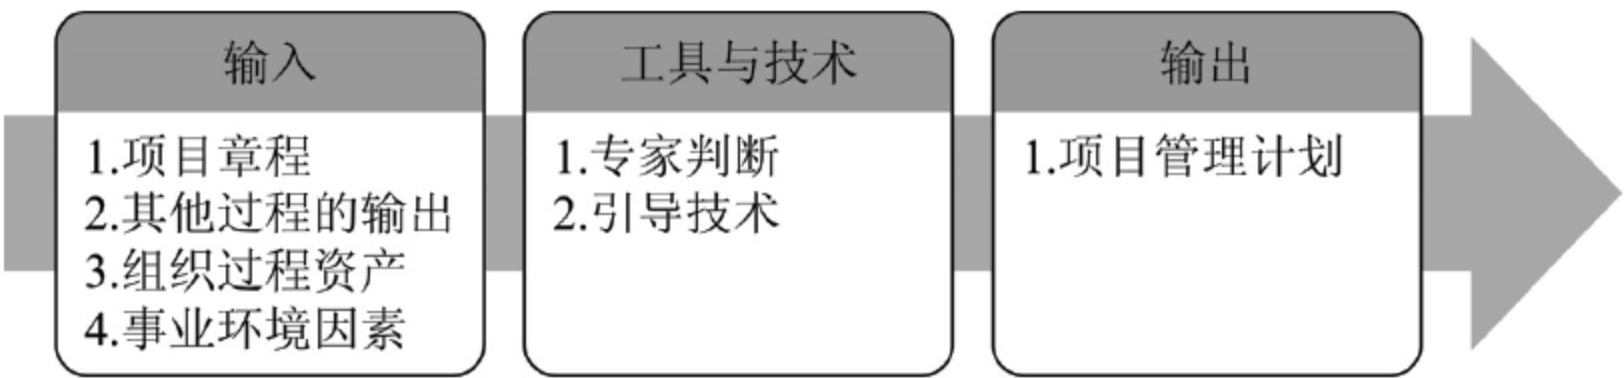 输入
1.项目章程
2.其他过程的输出
3.组织过程资产
4.事业环境因素
工具与技术
1.专家判断
2.引导技术
输出
1.项目管理计划